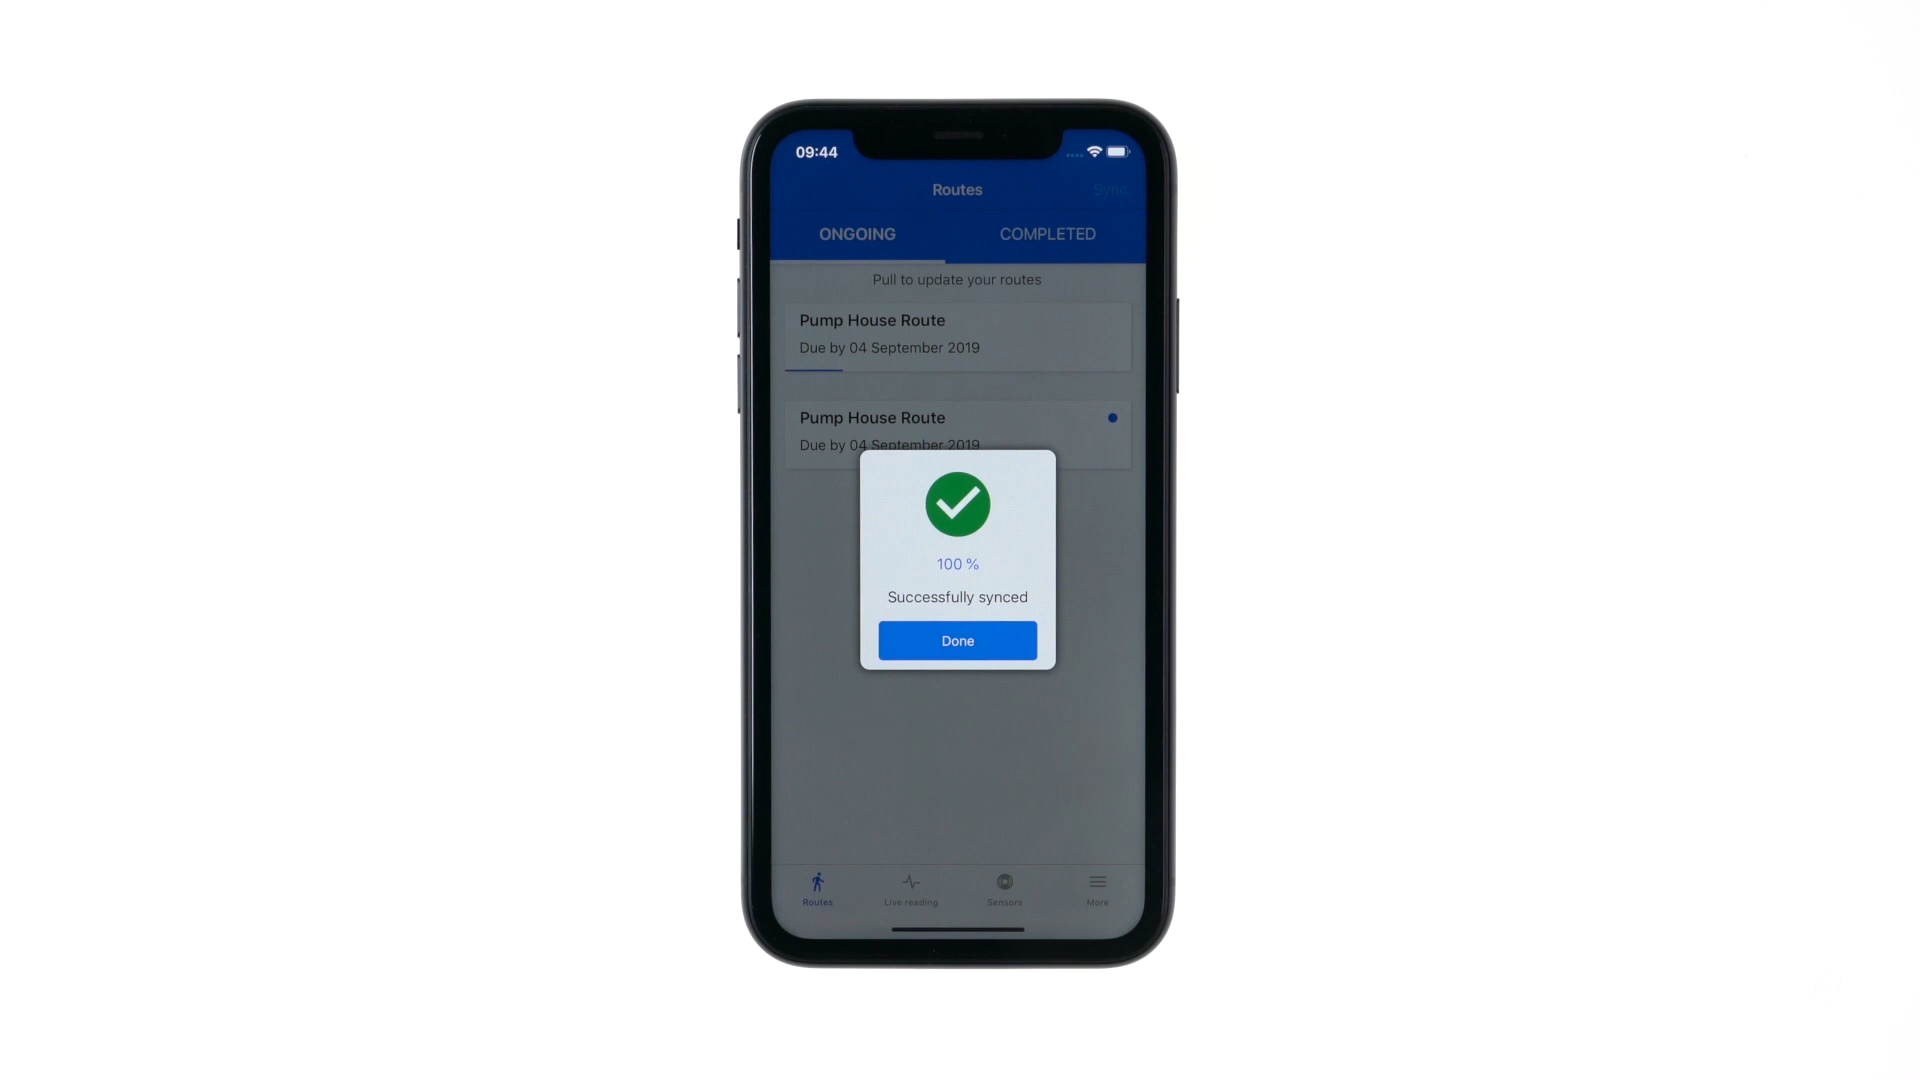 09:44
Routes
Sync
ONGOING
COMPLETED
Pull to update your routes
Pump House Route
Due by 04 September 2019
Pump House Route
Due by 04 September 2019
100 %
Successfully synced
Done
Routes
Live reading
Sensors
More